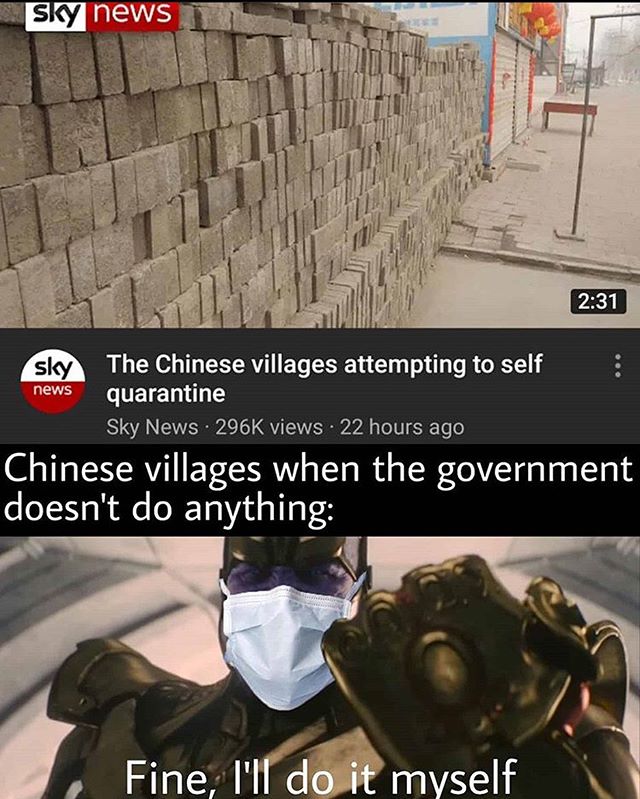 sky news
2:31
sky
news
The Chinese villages attempting to self
quarantine
Sky News · 296K views · 22 hours ago
Chinese villages when the government
doesn't do anything:
Fine, I'll do it myself